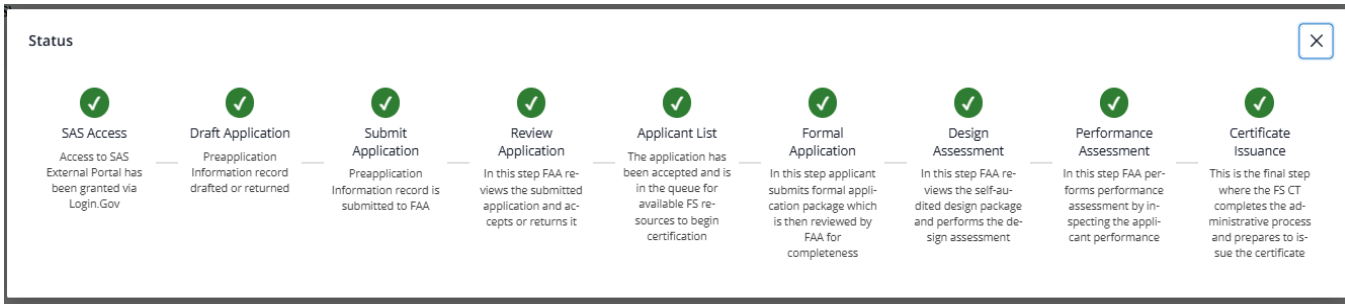 Status
SAS Access
Access to SAS
External Portal has
been granted via
Login.Gov
Draft Application
Preapplication
Information record
drafted or returned
Submit
Application
Preapplication
Information record is
submitted to FAA
Review
Application
In this step FAA re-
views the submitted
application and ac-
cepts or returns it
Applicant List
The application has
been accepted and is
in the queue for
available FS re-
sources to begin
certification
Formal
Application
In this step applicant
submits formal appli-
cation package which
is then reviewed by
FAA for
completeness
Design
Assessment
In this step FAA re-
views the self-au-
dited design package
and performs the de-
sign assessment
Performance
Assessment
In this step FAA per-
forms performance
assessment by in-
specting the appli-
cant performance
Certificate
Issuance
This is the final step
where the FS CT
completes the ad-
ministrative process
and prepares to is-
sue the certificate